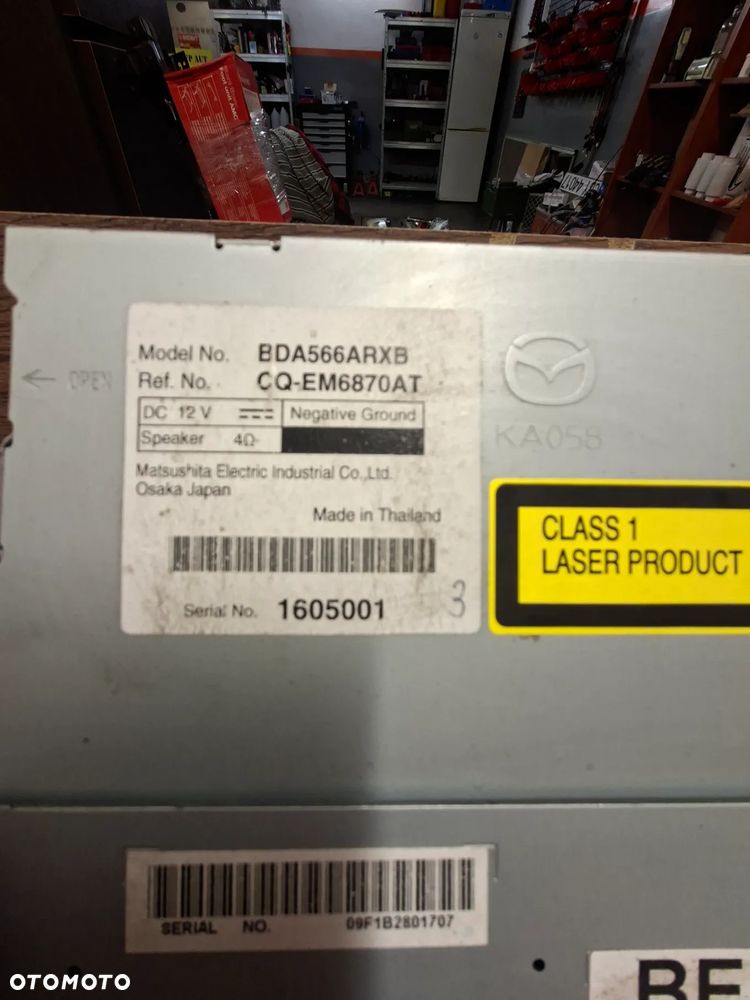 ← OPEN
Model No. BDA566ARXB
Ref. No. CQ-EM6870AT
DC 12 V Negative Ground
Speaker 4Ω
Matsushita Electric Industrial Co.,Ltd.
Osaka Japan
Made in Thailand
Serial No. 1605001
3
KA058
CLASS 1
LASER PRODUCT
SERIAL NO. 09F1B2801707
BE
OTOMOTO